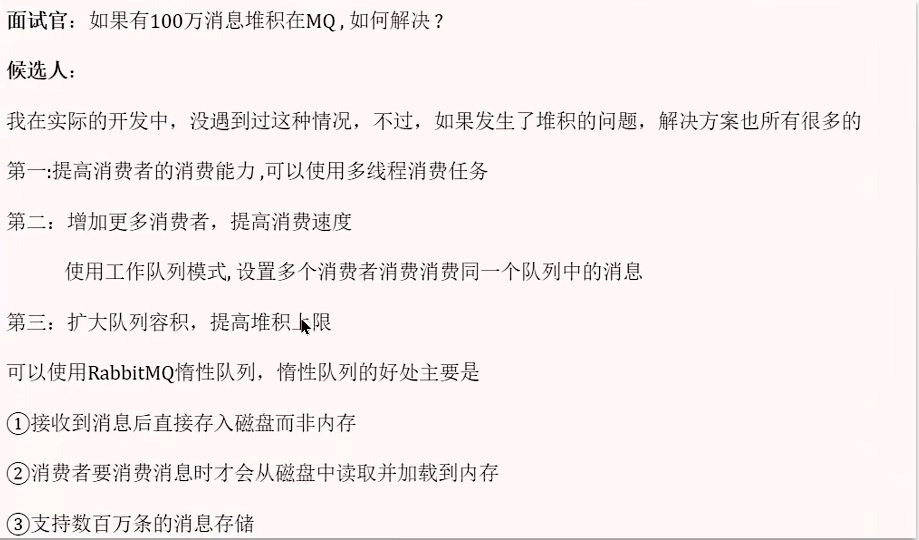 面试官：如果有100万消息堆积在MQ , 如何解决 ?
候选人：
我在实际的开发中，没遇到过这种情况，不过，如果发生了堆积的问题，解决方案也所有很多的
第一:提高消费者的消费能力 ,可以使用多线程消费任务
第二：增加更多消费者，提高消费速度
使用工作队列模式, 设置多个消费者消费消费同一个队列中的消息
第三：扩大队列容积，提高堆积上限
可以使用RabbitMQ惰性队列，惰性队列的好处主要是
①接收到消息后直接存入磁盘而非内存
②消费者要消费消息时才会从磁盘中读取并加载到内存
③支持数百万条的消息存储